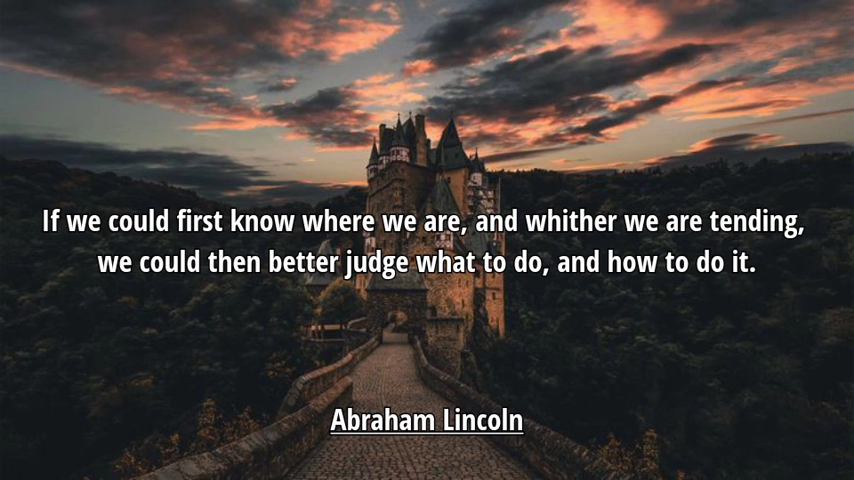 If we could first know where we are, and whither we are tending,
we could then better judge what to do, and how to do it.
Abraham Lincoln